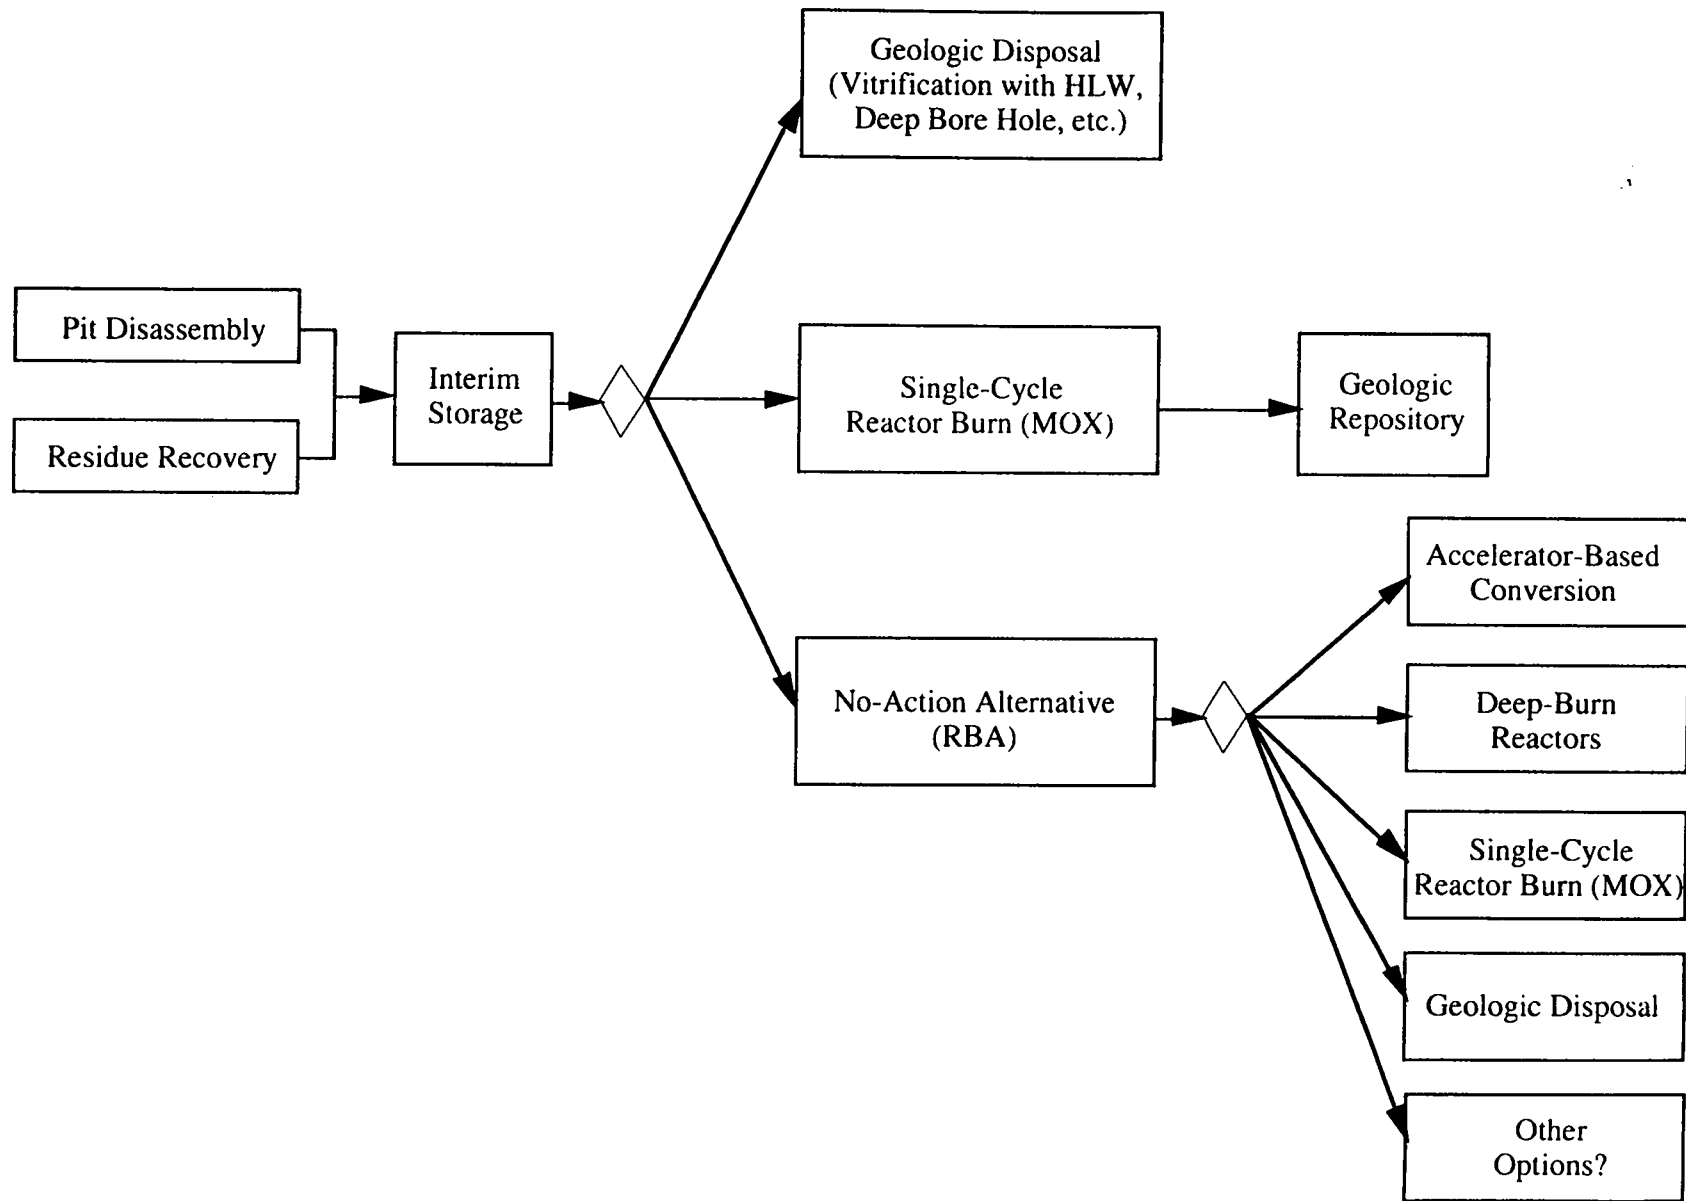 Geologic Disposal
(Vitrification with HLW,
Deep Bore Hole, etc.)
Pit Disassembly
Residue Recovery
Interim
Storage
Single-Cycle
Reactor Burn (MOX)
Geologic
Repository
No-Action Alternative
(RBA)
Accelerator-Based
Conversion
Deep-Burn
Reactors
Single-Cycle
Reactor Burn (MOX)
Geologic Disposal
Other
Options?